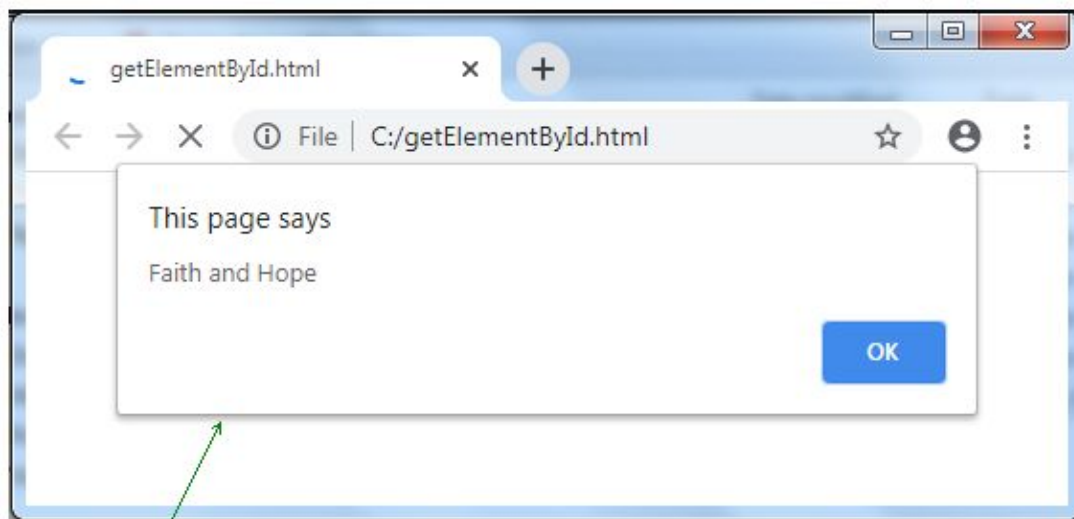 getElementById.html
File | C:/getElementById.html
This page says
Faith and Hope
OK